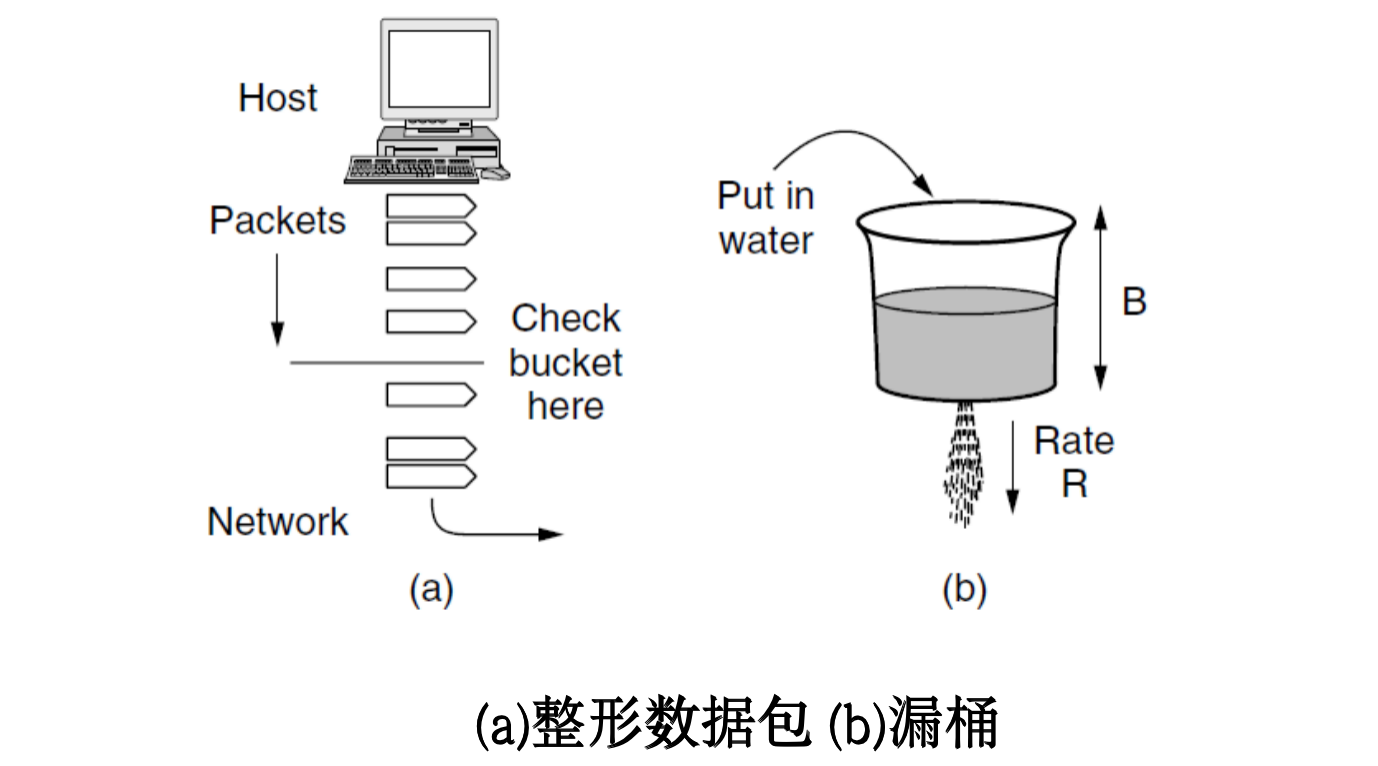 Host
Packets
Check
bucket
here
Network
(a)
Put in
water
B
Rate
R
(b)
(a)整形数据包 (b)漏桶